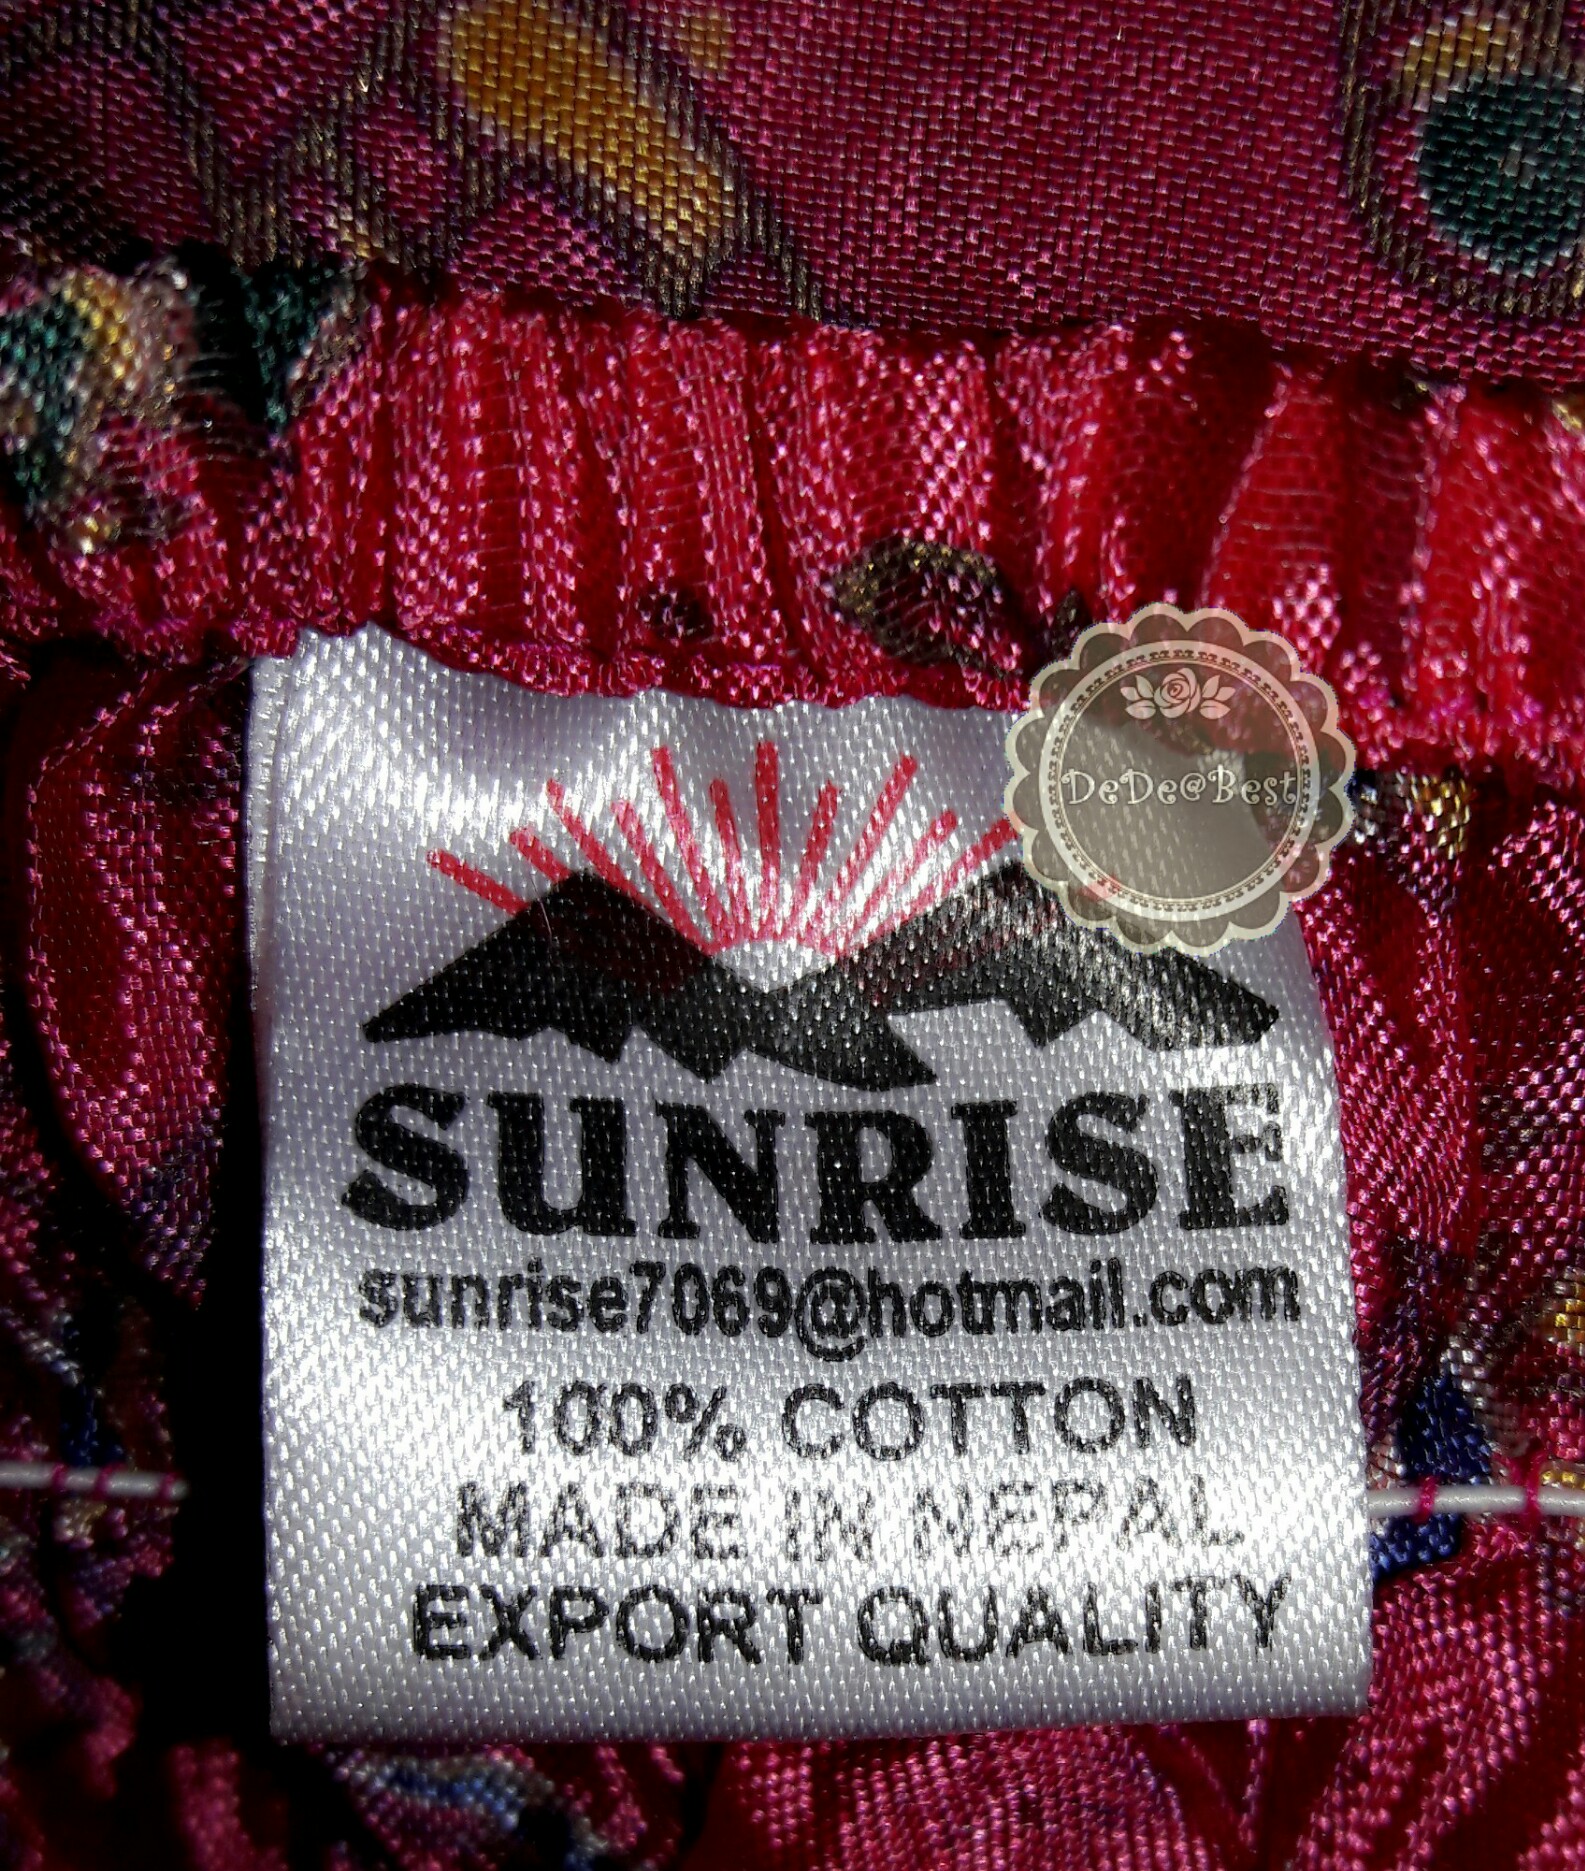 DeDe@Best
SUNRISE
sunrise7069@hotmail.com
100% COTTON
MADE IN NEPAL
EXPORT QUALITY